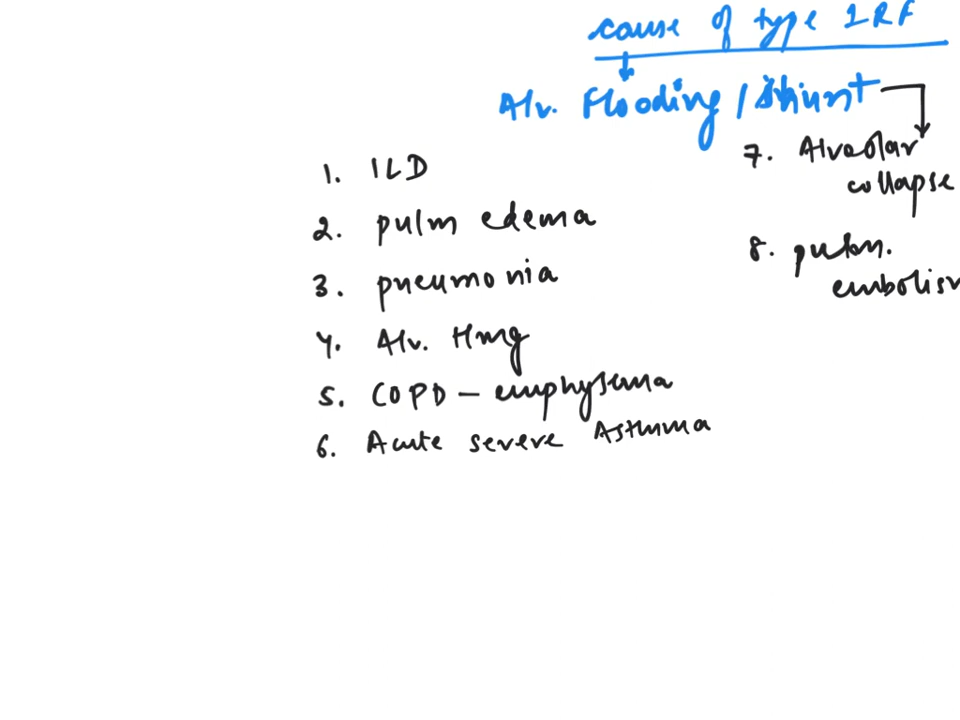 cause of type 1RF
Alv. Flooding / Shunt
1. ILD
2. pulm edema
3. pneumonia
4. Alv. Hmg
5. COPD – emphysema
6. Acute severe Asthma
7. Alveolar
collapse
8. pulm.
embolism